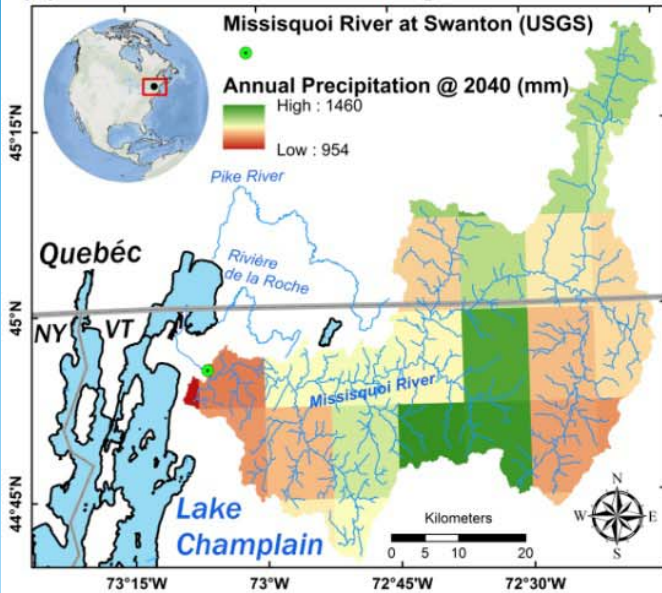 Missisquoi River at Swanton (USGS)
Annual Precipitation @ 2040 (mm)
High : 1460
Low : 954
45°15'N
Pike River
Quebéc
Rivière
de la Roche
45°N
NY
VT
Missisquoi River
44°45'N
Lake
Champlain
Kilometers
0 5 10 20
N
W E
S
73°15'W
73°W
72°45'W
72°30'W